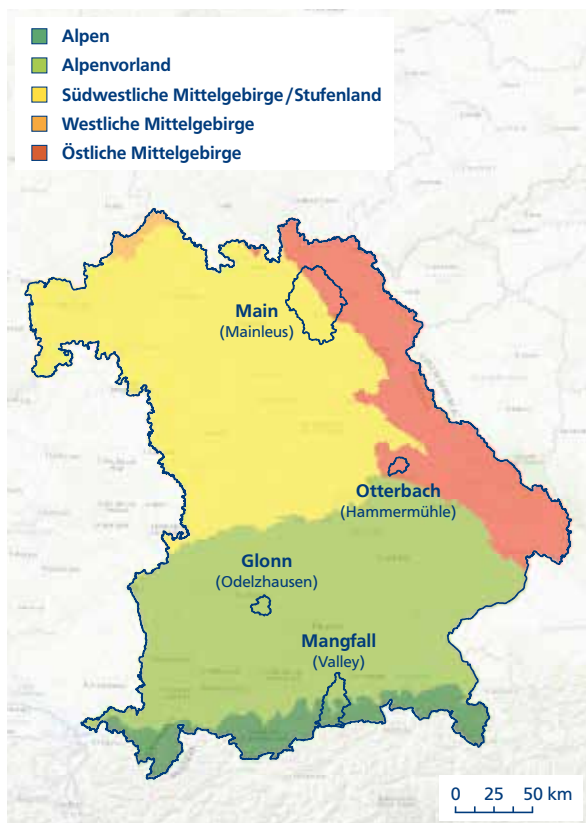 Alpen
Alpenvorland
Südwestliche Mittelgebirge/Stufenland
Westliche Mittelgebirge
Östliche Mittelgebirge
Main
(Mainleus)
Otterbach
(Hammermühle)
Glonn
(Odelzhausen)
Mangfall
(Valley)
0 25 50 km